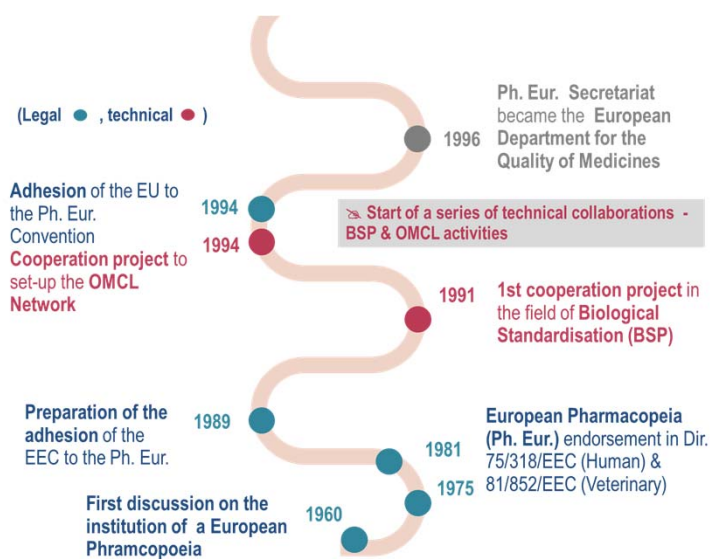 (Legal ● , technical ● )
Ph. Eur. Secretariat
became the European
Department for the
Quality of Medicines
1996
Adhesion of the EU to
the Ph. Eur.
Convention
1994
Cooperation project to
set-up the OMCL
Network
1994
Start of a series of technical collaborations -
BSP & OMCL activities
1991
1st cooperation project in
the field of Biological
Standardisation (BSP)
Preparation of the
adhesion of the
EEC to the Ph. Eur.
1989
European Pharmacopeia
(Ph. Eur.) endorsement in Dir.
75/318/EEC (Human) &
81/852/EEC (Veterinary)
1981
1975
First discussion on the
institution of a European
Phramcopoeia
1960